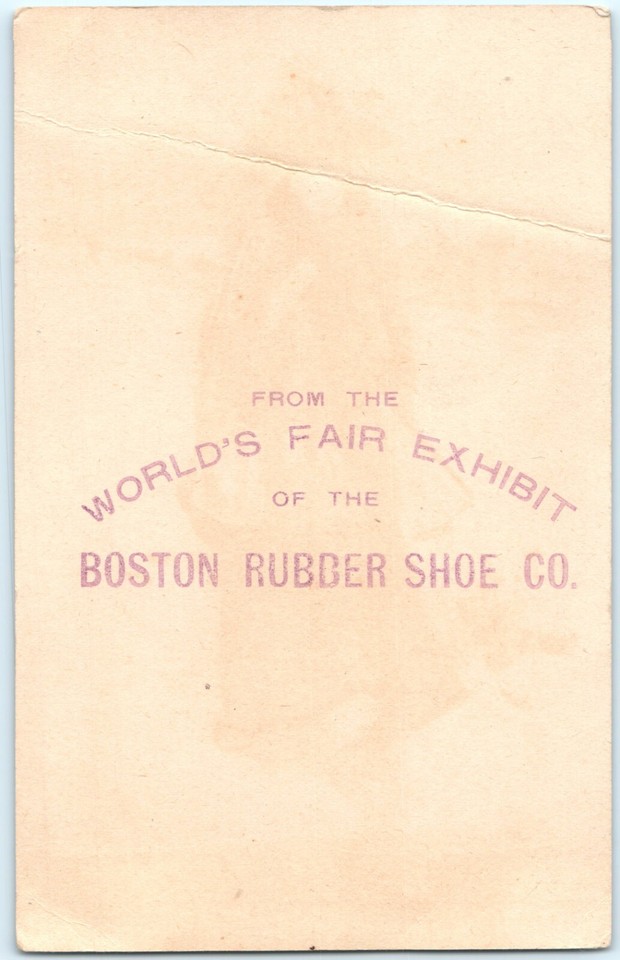 FROM THE
WORLD'S FAIR EXHIBIT
OF THE
BOSTON RUBBER SHOE CO.